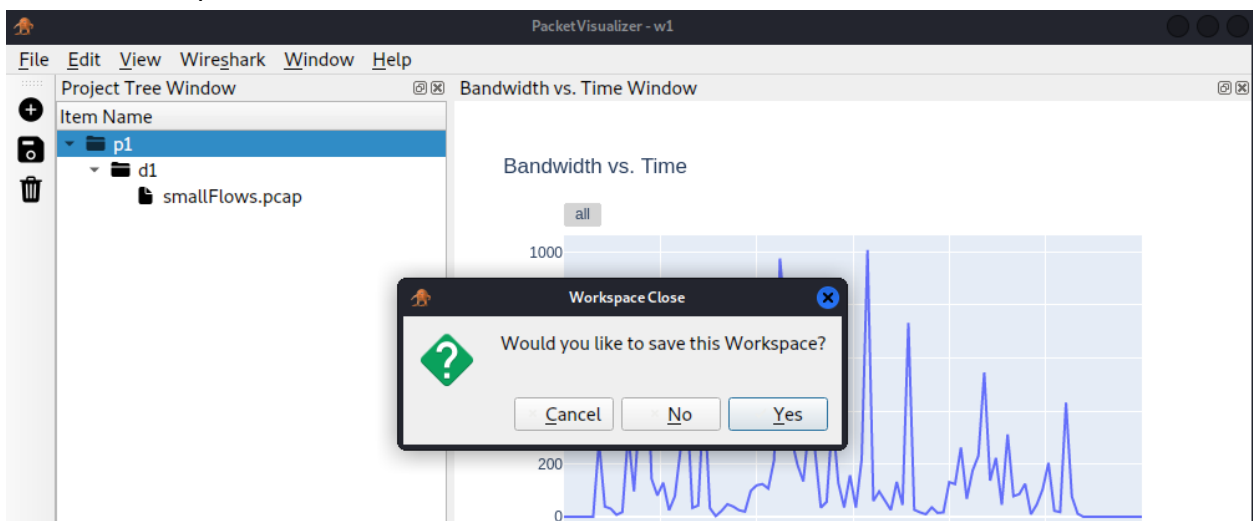 PacketVisualizer - w1
File Edit View Wireshark Window Help
Project Tree Window
Bandwidth vs. Time Window
Item Name
p1
d1
smallFlows.pcap
Bandwidth vs. Time
all
1000
Workspace Close
Would you like to save this Workspace?
Cancel No Yes
200
0